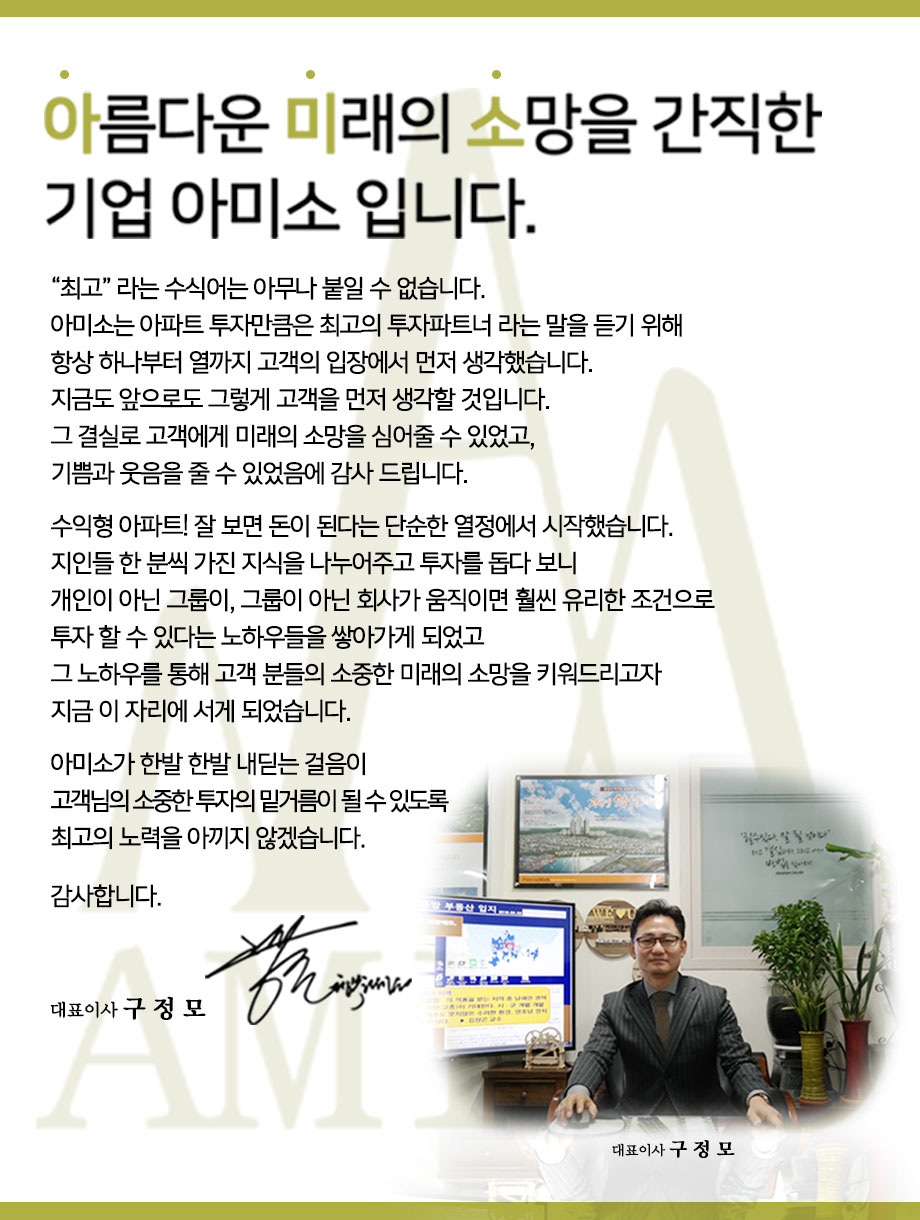 아름다운 미래의 소망을 간직한
기업 아미소 입니다.
“최고” 라는 수식어는 아무나 붙일 수 없습니다.
아미소는 아파트 투자만큼은 최고의 투자파트너 라는 말을 듣기 위해
항상 하나부터 열까지 고객의 입장에서 먼저 생각했습니다.
지금도 앞으로도 그렇게 고객을 먼저 생각할 것입니다.
그 결실로 고객에게 미래의 소망을 심어줄 수 있었고,
기쁨과 웃음을 줄 수 있었음에 감사 드립니다.
수익형 아파트! 잘 보면 돈이 된다는 단순한 열정에서 시작했습니다.
지인들 한 분씩 가진 지식을 나누어주고 투자를 돕다 보니
개인이 아닌 그룹이, 그룹이 아닌 회사가 움직이면 훨씬 유리한 조건으로
투자 할 수 있다는 노하우들을 쌓아가게 되었고
그 노하우를 통해 고객 분들의 소중한 미래의 소망을 키워드리고자
지금 이 자리에 서게 되었습니다.
아미소가 한발 한발 내딛는 걸음이
고객님의 소중한 투자의 밑거름이 될 수 있도록
최고의 노력을 아끼지 않겠습니다.
감사합니다.
대표이사 구 정 모
부동산 입지
WE♥U
대표이사 구 정 모